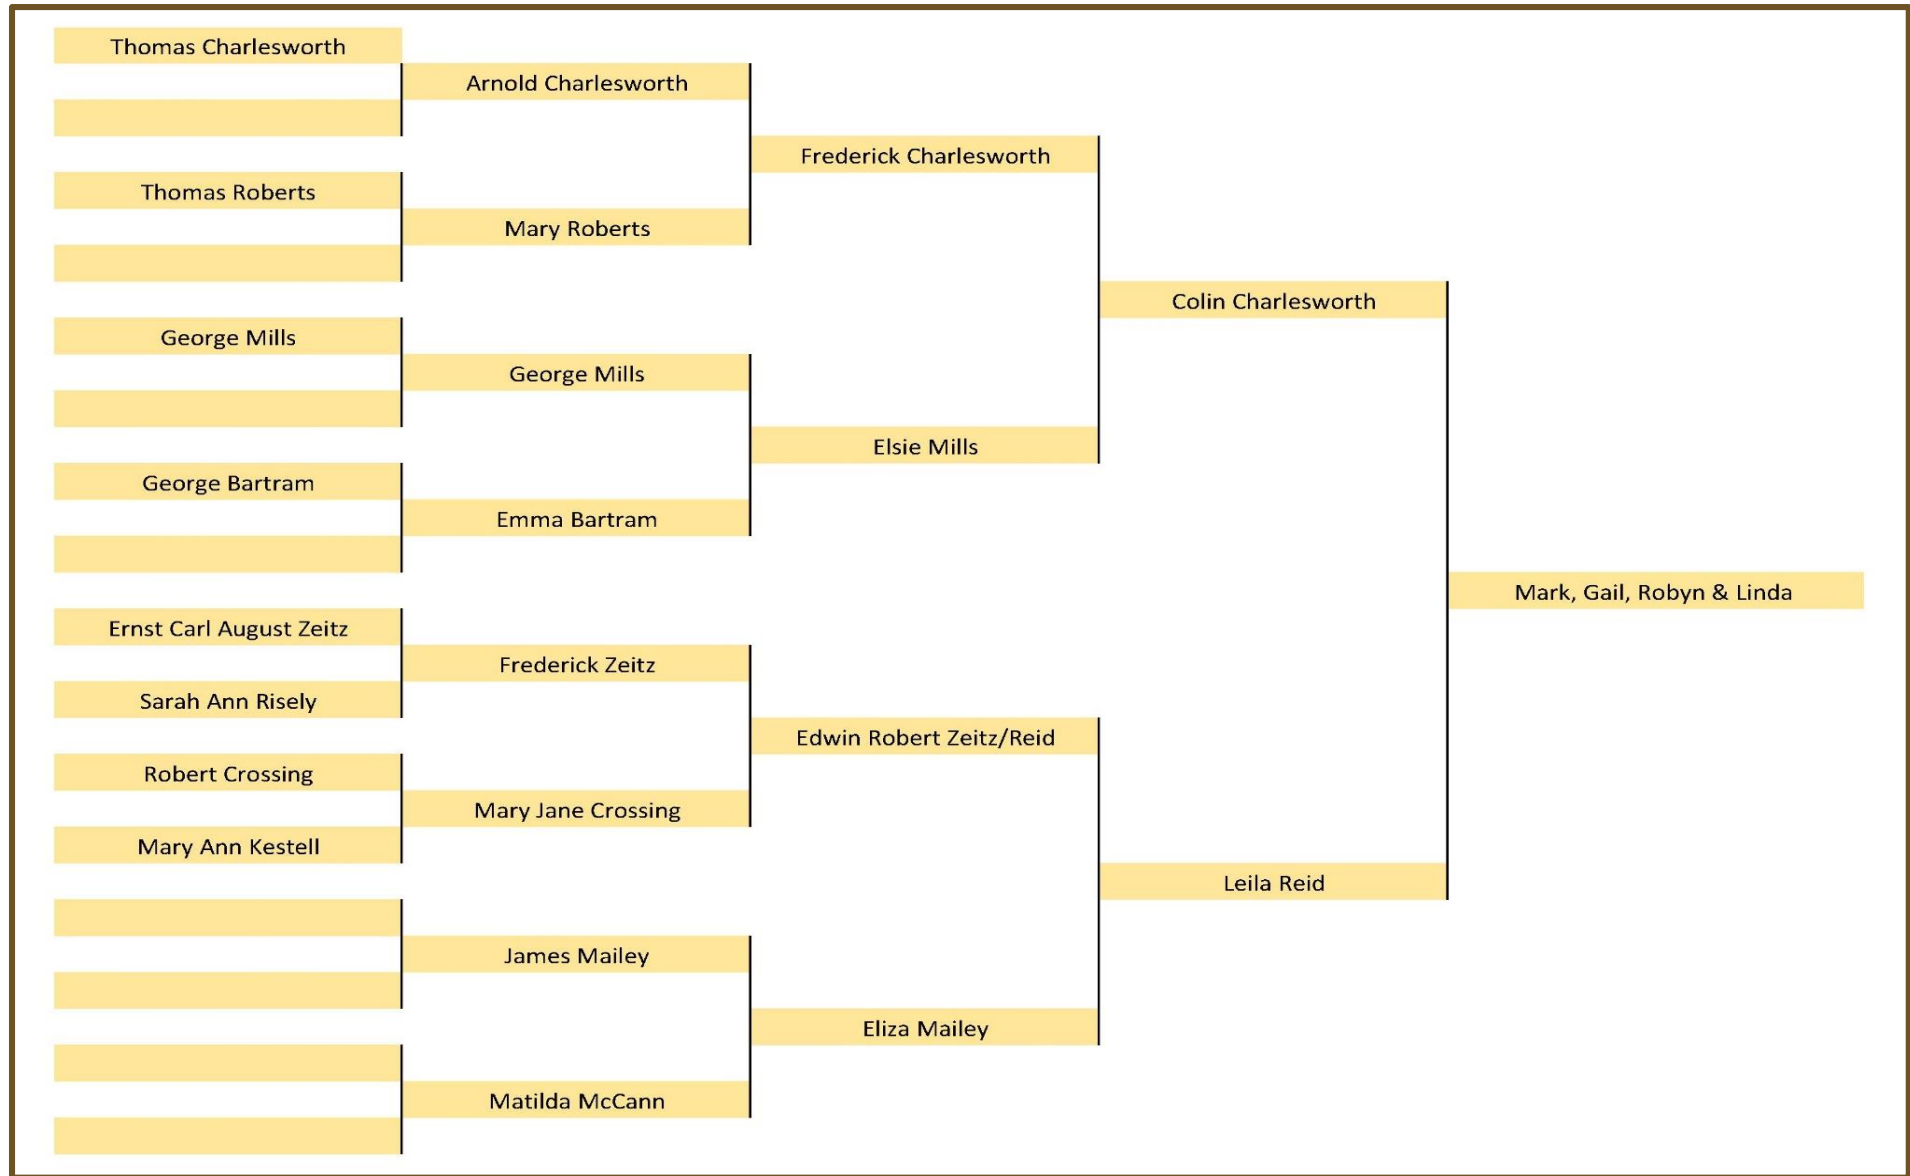 Thomas Charlesworth
Arnold Charlesworth
Frederick Charlesworth
Thomas Roberts
Mary Roberts
Colin Charlesworth
George Mills
George Mills
Elsie Mills
George Bartram
Emma Bartram
Mark, Gail, Robyn & Linda
Ernst Carl August Zeitz
Frederick Zeitz
Sarah Ann Risely
Edwin Robert Zeitz/Reid
Robert Crossing
Mary Jane Crossing
Mary Ann Kestell
Leila Reid
James Mailey
Eliza Mailey
Matilda McCann